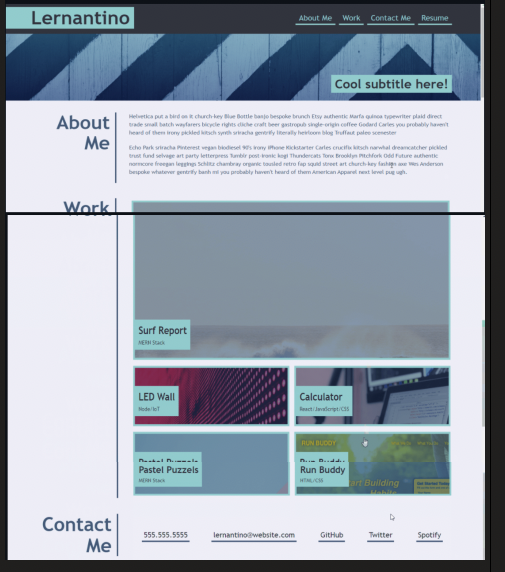 Lernantino
About Me Work Contact Me Resume
Cool subtitle here!
About
Me
Helvetica put a bird on it church-key Blue Bottle banjo bespoke brunch Etsy authentic Marfa quinoa typewriter plaid direct
trade small batch wayfarers bicycle rights cliche craft beer gastropub single-origin coffee Godard Carles you probably haven't
heard of them irony pickled kitsch synth sriracha gentrify literally heirloom blog Truffaut paleo scenester
Echo Park sriracha Pinterest vegan biodiesel 90's irony iPhone Kickstarter Carles crucifix kitsch narwhal dreamcatcher pickled
trust fund selvage art party letterpress Tumblr post-ironic kogi Thundercats Tonx Brooklyn Pitchfork Odd Future authentic
normcore freegan leggings Schlitz chambray organic tousled retro fap squid street art church-key fashion axe Wes Anderson
bespoke whatever gentrify banh mi you probably haven't heard of them American Apparel next level pug ugh.
Work
Surf Report
MERN Stack
LED Wall
Node/IoT
Calculator
React/JavaScript/CSS
Pastel Puzzels
Pastel Puzzels
MERN Stack
RUN BUDDY
Run Buddy
Run Buddy
HTML/CSS
Start Building
Contact
Me
555.555.5555 lernantino@website.com GitHub Twitter Spotify